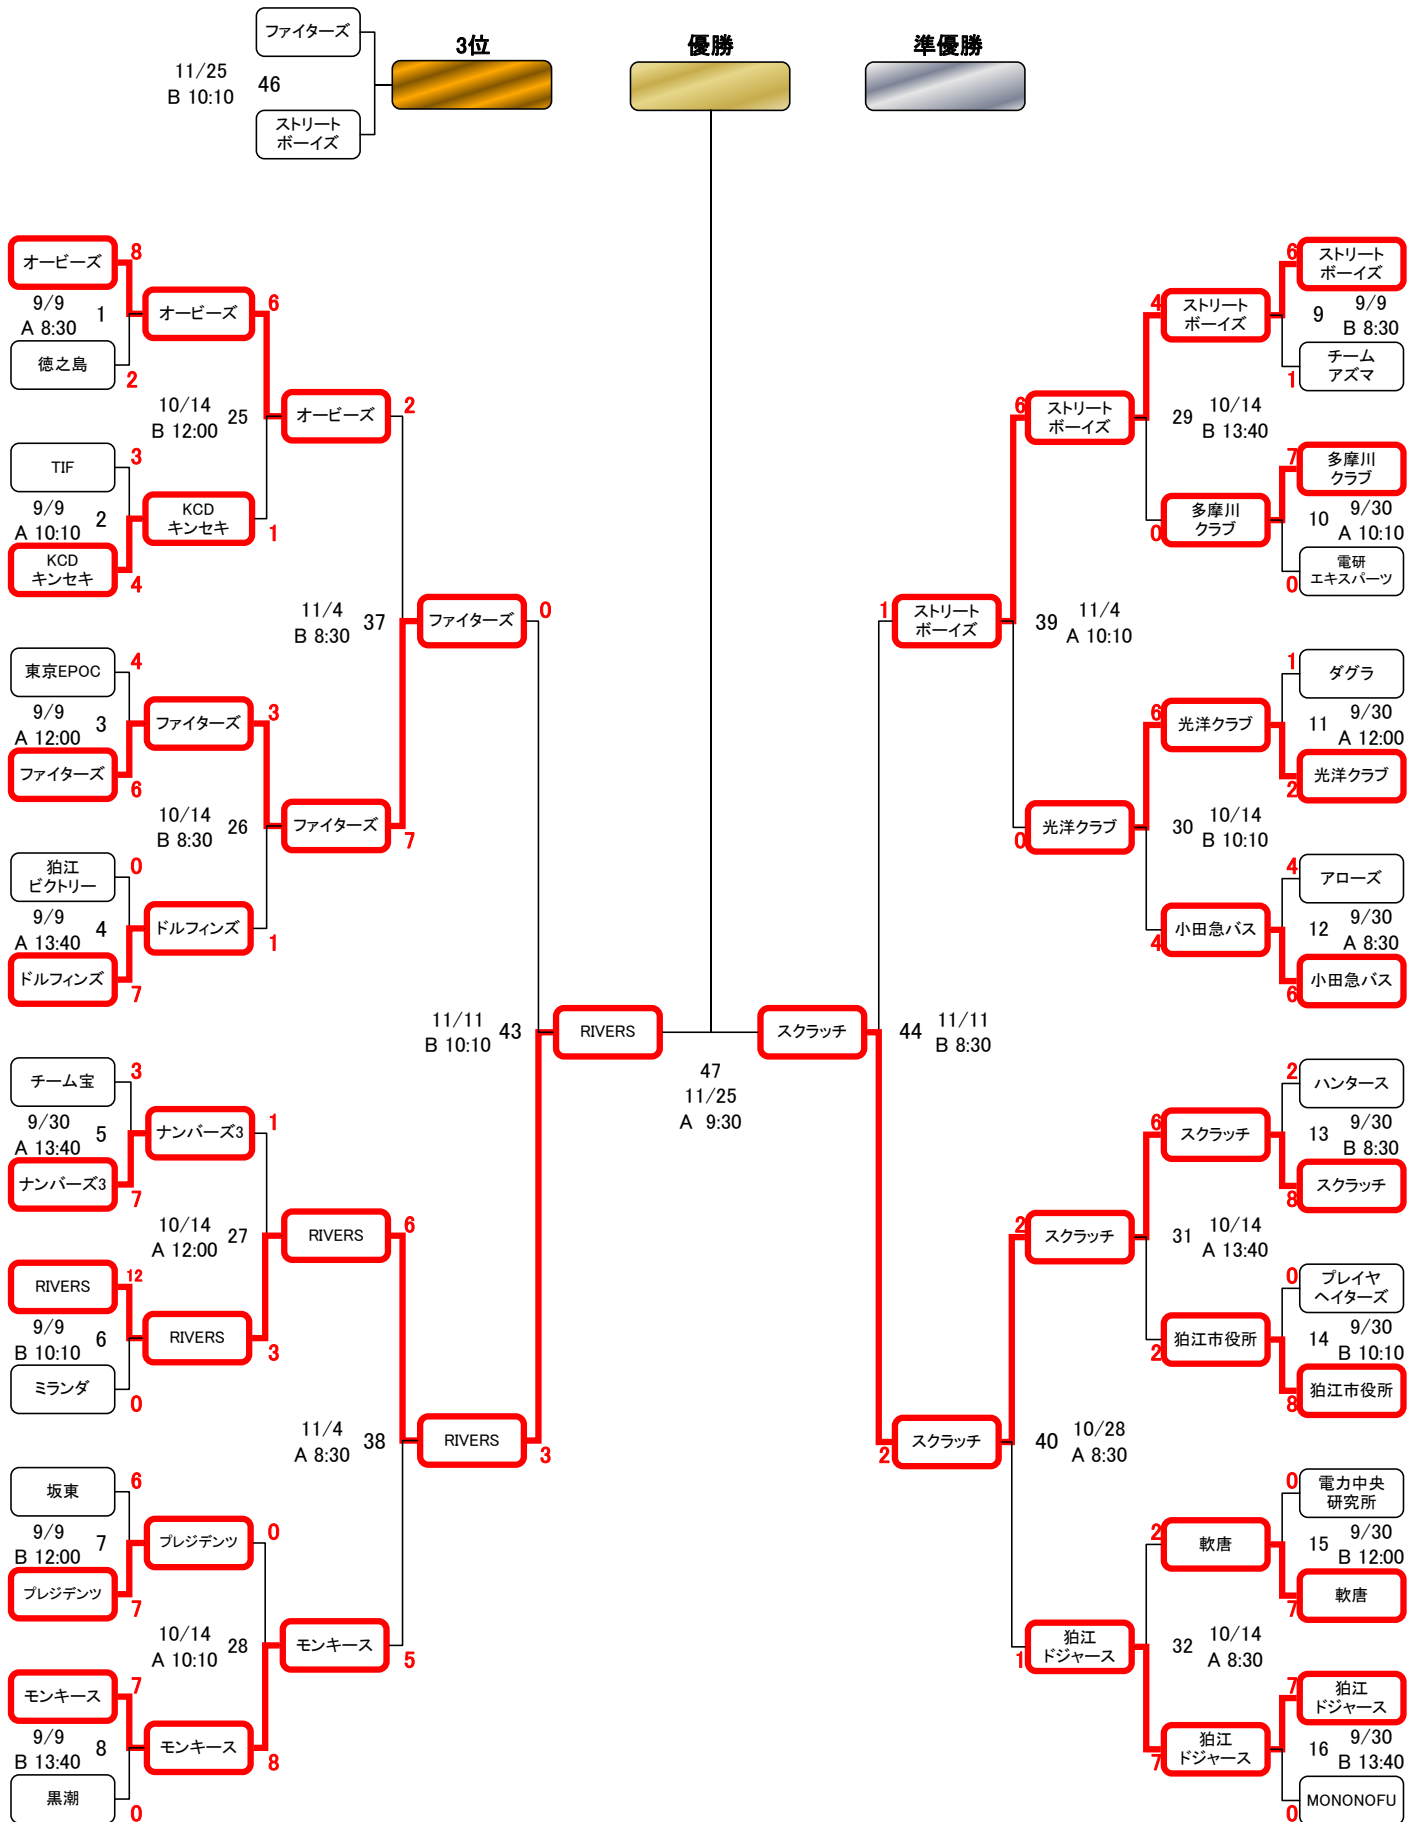 ファイターズ
3位
優勝
準優勝
11/25
B 10:10
46
ストリート
ボーイズ
オービーズ
8
9/9
A 8:30
1
徳之島
2
オービーズ
6
TIF
3
9/9
A 10:10
2
KCD
キンセキ
4
KCD
キンセキ
1
10/14
B 12:00
25
オービーズ
2
東京EPOC
4
9/9
A 12:00
3
ファイターズ
6
ファイターズ
3
狛江
ビクトリー
0
9/9
A 13:40
4
ドルフィンズ
7
ドルフィンズ
1
10/14
B 8:30
26
ファイターズ
7
11/4
B 8:30
37
ファイターズ
0
チーム宝
3
9/30
A 13:40
5
ナンバーズ3
7
ナンバーズ3
1
RIVERS
12
9/9
B 10:10
6
ミランダ
0
RIVERS
3
10/14
A 12:00
27
RIVERS
6
坂東
6
9/9
B 12:00
7
プレジデンツ
7
プレジデンツ
0
モンキース
7
9/9
B 13:40
8
黒潮
0
モンキース
8
10/14
A 10:10
28
モンキース
5
11/4
A 8:30
38
RIVERS
3
11/11
B 10:10
43
RIVERS
47
11/25
A 9:30
スクラッチ
44
11/11
B 8:30
1
ストリート
ボーイズ
39
11/4
A 10:10
6
ストリート
ボーイズ
29
10/14
B 13:40
4
ストリート
ボーイズ
6
ストリート
ボーイズ
9
9/9
B 8:30
1
チーム
アズマ
0
多摩川
クラブ
7
多摩川
クラブ
10
9/30
A 10:10
0
電研
エキスパーツ
0
光洋クラブ
30
10/14
B 10:10
6
光洋クラブ
1
ダグラ
11
9/30
A 12:00
2
光洋クラブ
4
小田急バス
4
アローズ
12
9/30
A 8:30
6
小田急バス
2
スクラッチ
40
10/28
A 8:30
2
スクラッチ
31
10/14
A 13:40
6
スクラッチ
2
ハンタース
13
9/30
B 8:30
8
スクラッチ
2
狛江市役所
0
プレイヤ
ヘイターズ
14
9/30
B 10:10
8
狛江市役所
1
狛江
ドジャース
32
10/14
A 8:30
2
軟唐
0
電力中央
研究所
15
9/30
B 12:00
7
軟唐
7
狛江
ドジャース
7
狛江
ドジャース
16
9/30
B 13:40
0
MONONOFU